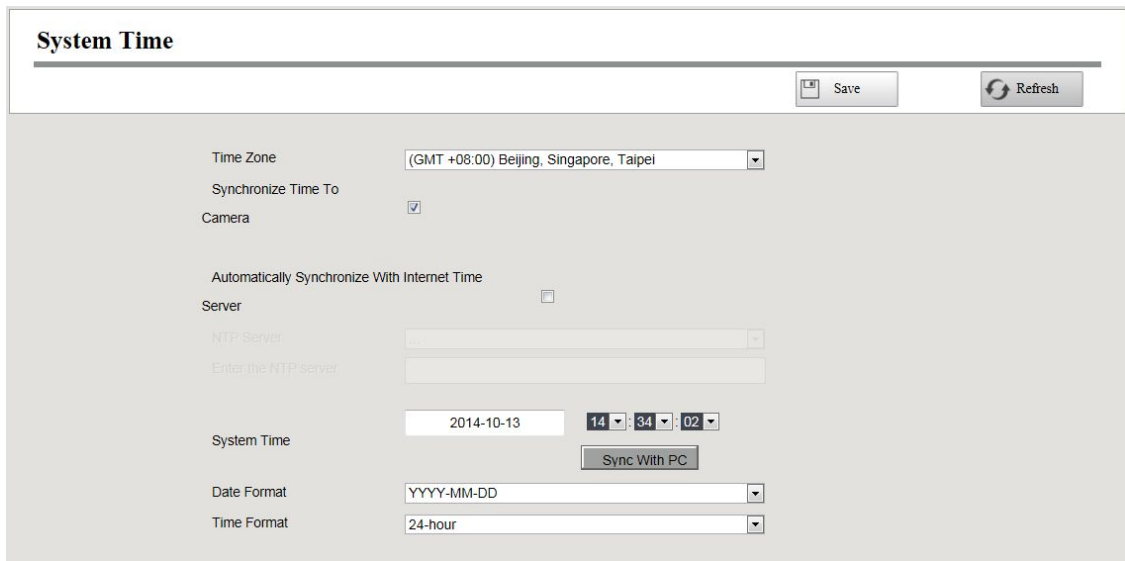 System Time
Save
Refresh
Time Zone
(GMT +08:00) Beijing, Singapore, Taipei
Synchronize Time To
Camera
Automatically Synchronize With Internet Time
Server
NTP Server
...
Enter the NTP server
System Time
2014-10-13
14 : 34 : 02
Sync With PC
Date Format
YYYY-MM-DD
Time Format
24-hour